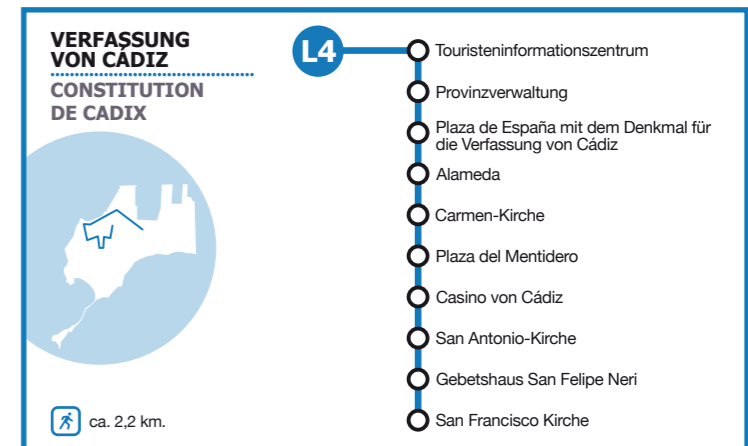 VERFASSUNG
VON CÁDIZ
CONSTITUTION
DE CADIX
ca. 2,2 km.
L4
Touristeninformationszentrum
Provinzverwaltung
Plaza de España mit dem Denkmal für
die Verfassung von Cádiz
Alameda
Carmen-Kirche
Plaza del Mentidero
Casino von Cádiz
San Antonio-Kirche
Gebetshaus San Felipe Neri
San Francisco Kirche